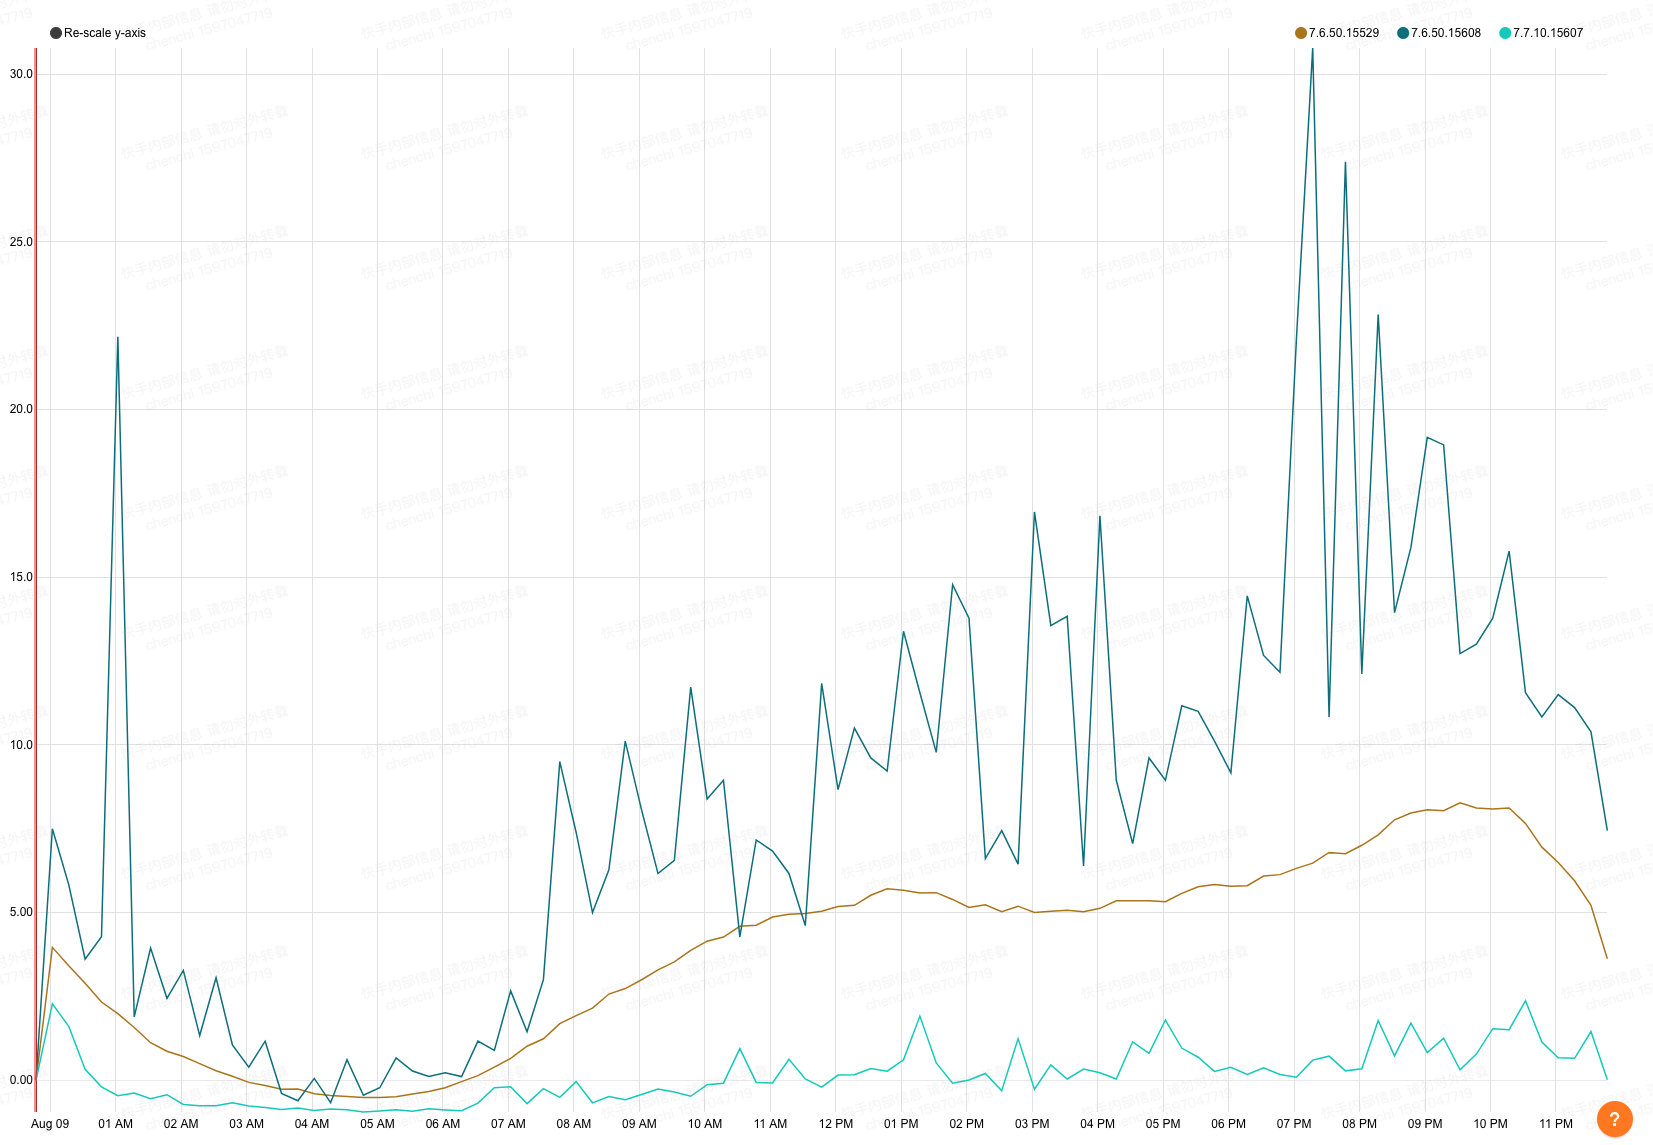 Re-scale y-axis
7.6.50.15529
7.6.50.15608
7.7.10.15607
30.0
25.0
20.0
15.0
10.0
5.00
0.00
Aug 09
01 AM
02 AM
03 AM
04 AM
05 AM
06 AM
07 AM
08 AM
09 AM
10 AM
11 AM
12 PM
01 PM
02 PM
03 PM
04 PM
05 PM
06 PM
07 PM
08 PM
09 PM
10 PM
11 PM
?
快手内部信息 请勿对外转载
chenchi 1597047719